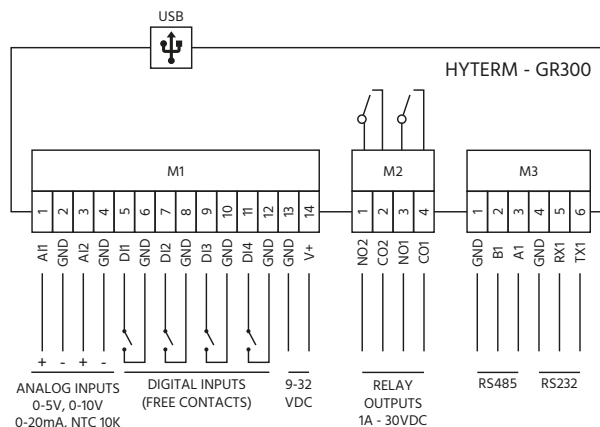 USB
HYTERM - GR300
M1
M2
M3
1 2 3 4 5 6 7 8 9 10 11 12 13 14
1 2 3 4
1 2 3 4 5 6
AI1 GND AI2 GND DI1 GND DI2 GND DI3 GND DI4 GND GND V+
NO2 CO2 NO1 CO1
GND B1 A1 GND RX1 TX1
+ - + -
ANALOG INPUTS
0-5V, 0-10V
0-20mA, NTC 10K
DIGITAL INPUTS
(FREE CONTACTS)
9-32
VDC
RELAY
OUTPUTS
1A - 30VDC
RS485
RS232